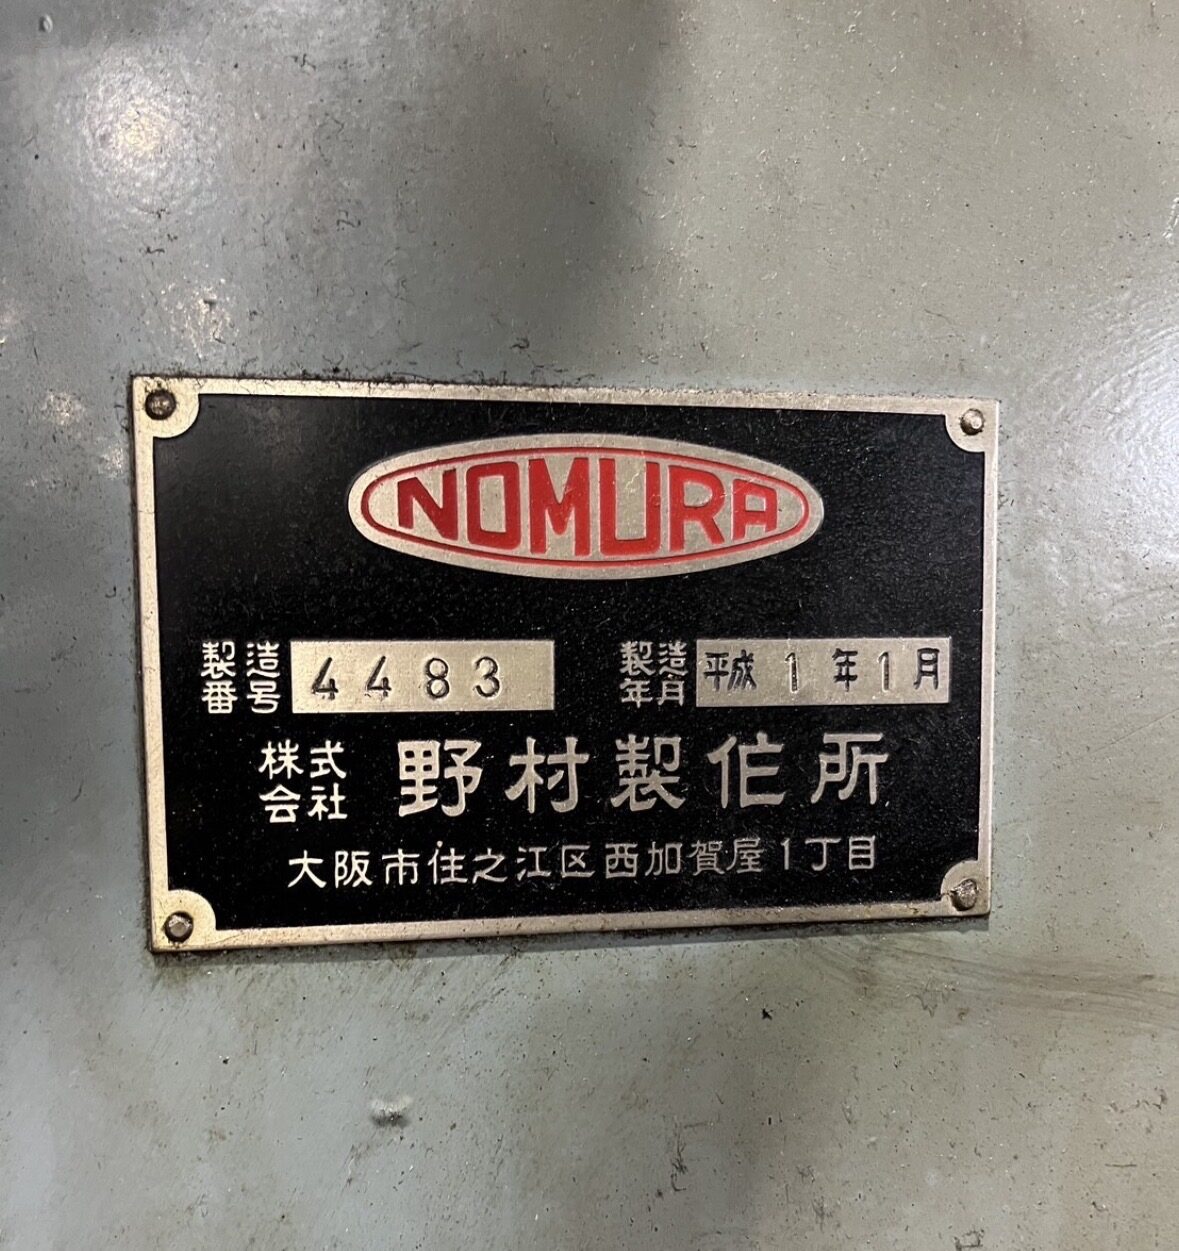 NOMURA
製造番号 4483 製造年月 平成1年1月
株式会社 野村製作所
大阪市住之江区西加賀屋1丁目